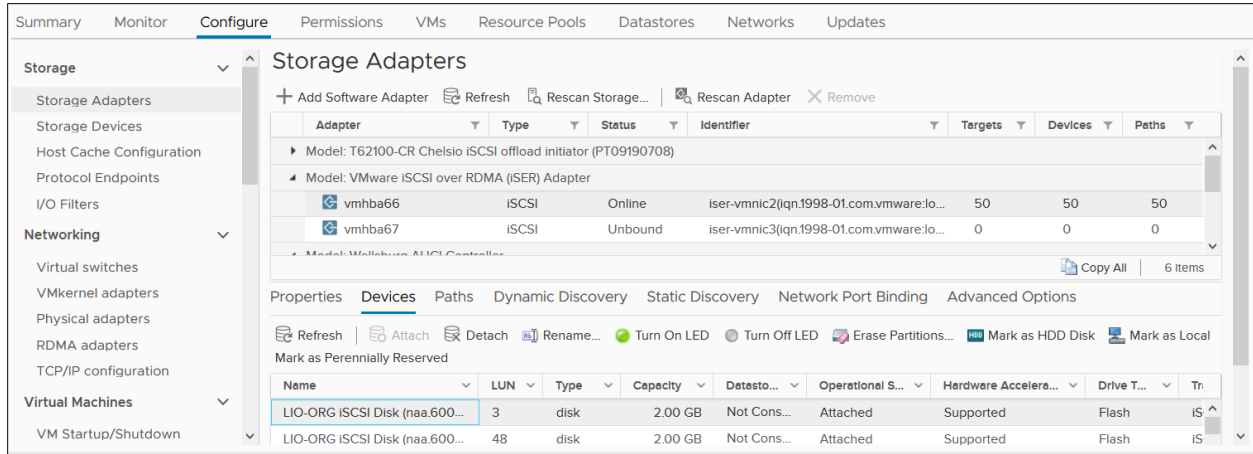 Summary Monitor Configure Permissions VMs Resource Pools Datastores Networks Updates
Storage
Storage Adapters
Storage Devices
Host Cache Configuration
Protocol Endpoints
I/O Filters
Networking
Virtual switches
VMkernel adapters
Physical adapters
RDMA adapters
TCP/IP configuration
Virtual Machines
VM Startup/Shutdown
Storage Adapters
Add Software Adapter Refresh Rescan Storage... Rescan Adapter Remove
Adapter Type Status Identifier Targets Devices Paths
Model: T62100-CR Chelsio iSCSI offload initiator (PT09190708)
Model: VMware iSCSI over RDMA (iSER) Adapter
vmhba66 iSCSI Online iser-vmnic2(iqn.1998-01.com.vmware:lo... 50 50 50
vmhba67 iSCSI Unbound iser-vmnic3(iqn.1998-01.com.vmware:lo... 0 0 0
Model: Wellsburg AHCI Controller
Copy All 6 items
Properties Devices Paths Dynamic Discovery Static Discovery Network Port Binding Advanced Options
Refresh Attach Detach Rename... Turn On LED Turn Off LED Erase Partitions... HDD Mark as HDD Disk Mark as Local
Mark as Perennially Reserved
Name LUN Type Capacity Datasto... Operational S... Hardware Accelera... Drive T... Tr
LIO-ORG iSCSI Disk (naa.600... 3 disk 2.00 GB Not Cons... Attached Supported Flash iS
LIO-ORG iSCSI Disk (naa.600... 48 disk 2.00 GB Not Cons... Attached Supported Flash iS